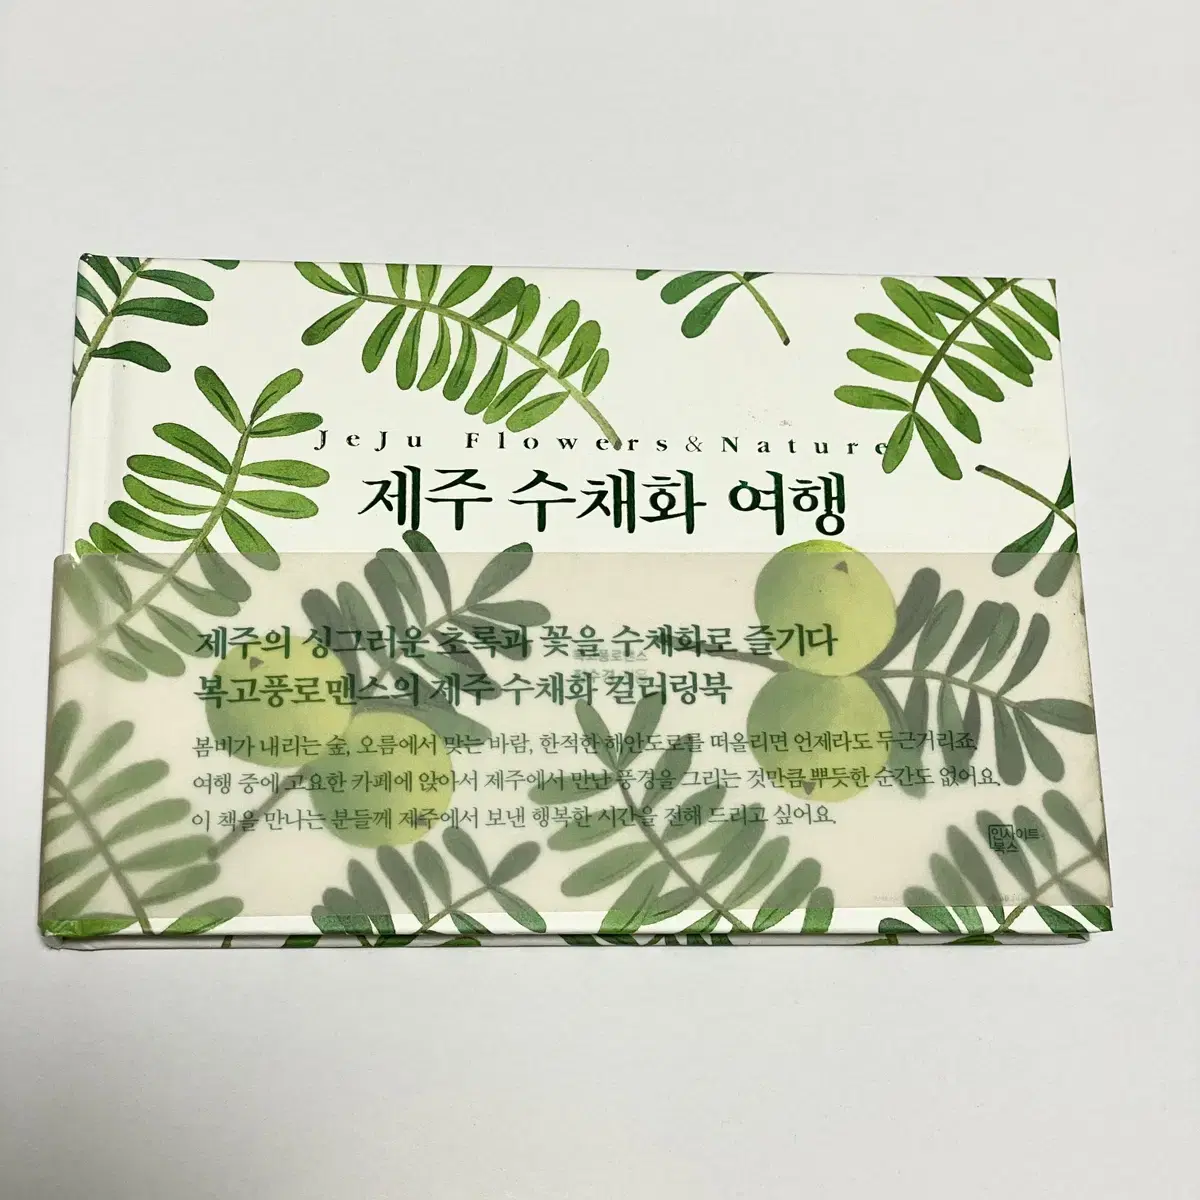 JeJu Flowers&Nature
제주 수채화 여행
제주의 싱그러운 초록과 꽃을 수채화로 즐기다
복고풍로맨스
복고풍로맨스의 제주 수채화 컬러링북
봄비가 내리는 숲, 오름에서 맞는 바람, 한적한 해안도로를 떠올리면 언제라도 두근거리죠.
여행 중에 고요한 카페에 앉아서 제주에서 만난 풍경을 그리는 것만큼 뿌듯한 순간도 없어요.
이 책을 만나는 분들께 제주에서 보낸 행복한 시간을 전해 드리고 싶어요.
인사이트
북스